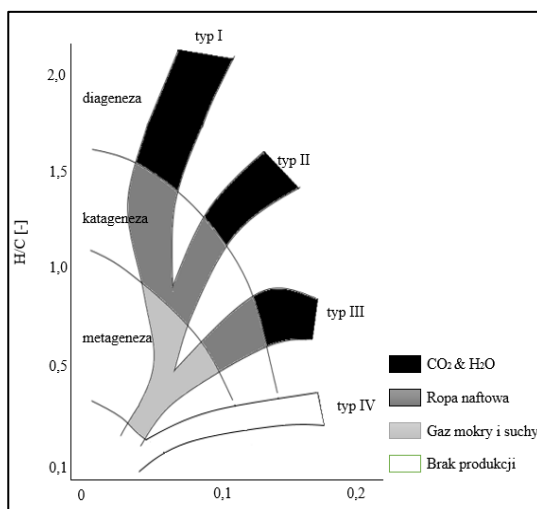 typ I
2,0
diageneza
typ II
1,5
katageneza
H/C [-]
1,0
typ III
metageneza
0,5
CO₂ & H₂O
Ropa naftowa
typ IV
Gaz mokry i suchy
0,1
Brak produkcji
0
0,1
0,2